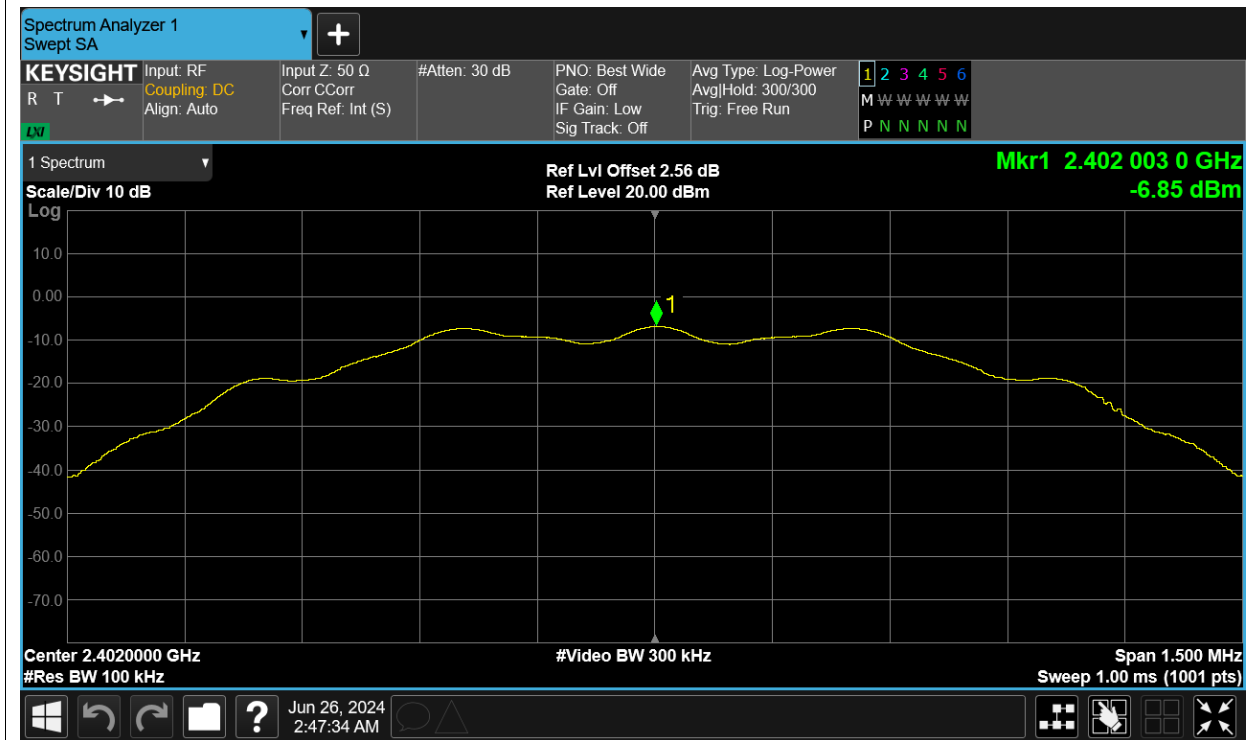 Spectrum Analyzer 1
Swept SA
KEYSIGHT
R T
LXI
Input: RF
Coupling: DC
Align: Auto
Input Z: 50 Ω
Corr CCorr
Freq Ref: Int (S)
#Atten: 30 dB
PNO: Best Wide
Gate: Off
IF Gain: Low
Sig Track: Off
Avg Type: Log-Power
Avg|Hold: 300/300
Trig: Free Run
1 2 3 4 5 6
M W W W W W
P N N N N N
1 Spectrum
Scale/Div 10 dB
Log
Ref Lvl Offset 2.56 dB
Ref Level 20.00 dBm
Mkr1 2.402 003 0 GHz
-6.85 dBm
10.0
0.00
-10.0
-20.0
-30.0
-40.0
-50.0
-60.0
-70.0
1
Center 2.4020000 GHz
#Res BW 100 kHz
#Video BW 300 kHz
Span 1.500 MHz
Sweep 1.00 ms (1001 pts)
?
Jun 26, 2024
2:47:34 AM